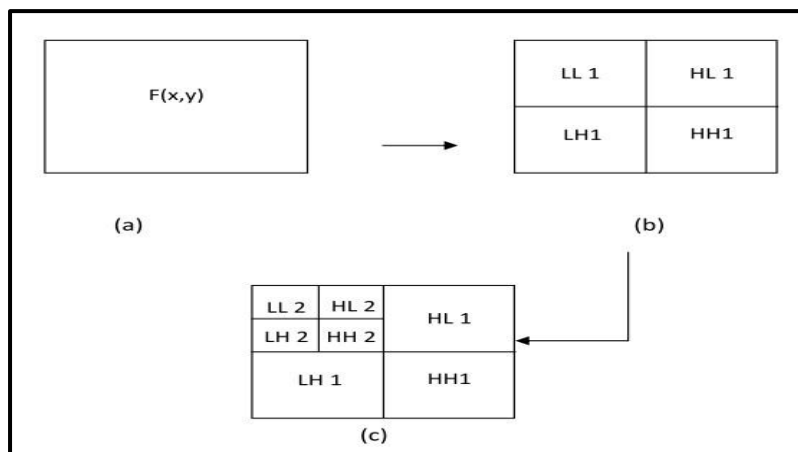 F(x,y)
(a)
LL 1
HL 1
LH1
HH1
(b)
LL 2
HL 2
LH 2
HH 2
HL 1
LH 1
HH1
(c)